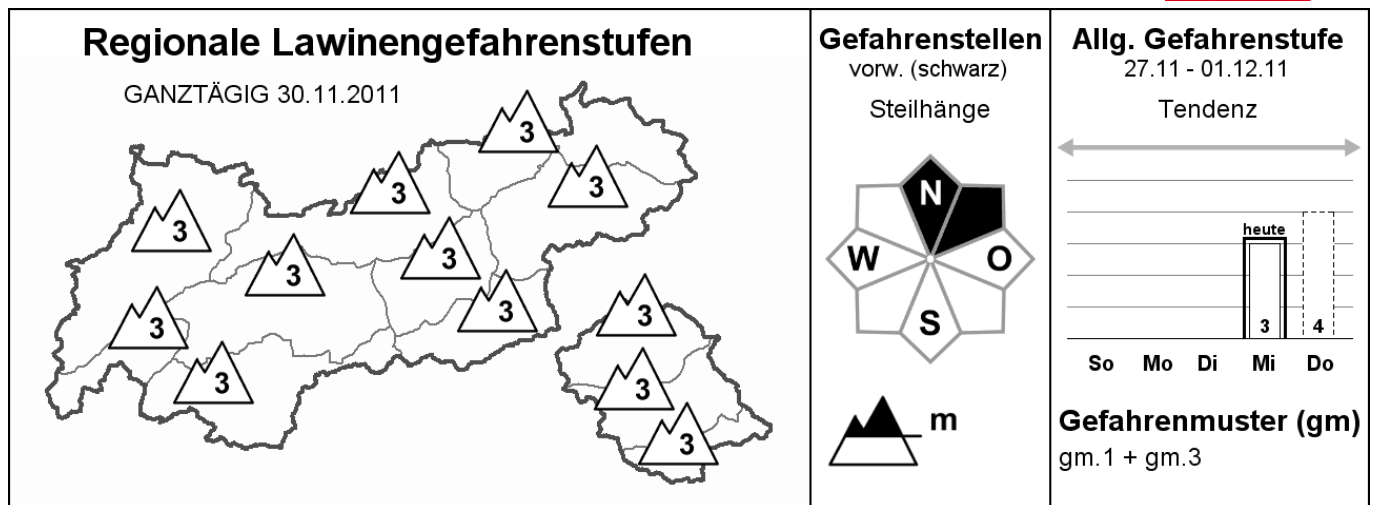 Regionale Lawinengefahrenstufen
GANZTÄGIG 30.11.2011
3
3
3
3
3
3
3
3
3
3
3
3
3
Gefahrenstellen
vorw. (schwarz)
Steilhänge
N
W
O
S
m
Allg. Gefahrenstufe
27.11 - 01.12.11
Tendenz
heute
3
4
So Mo Di Mi Do
Gefahrenmuster (gm)
gm.1 + gm.3